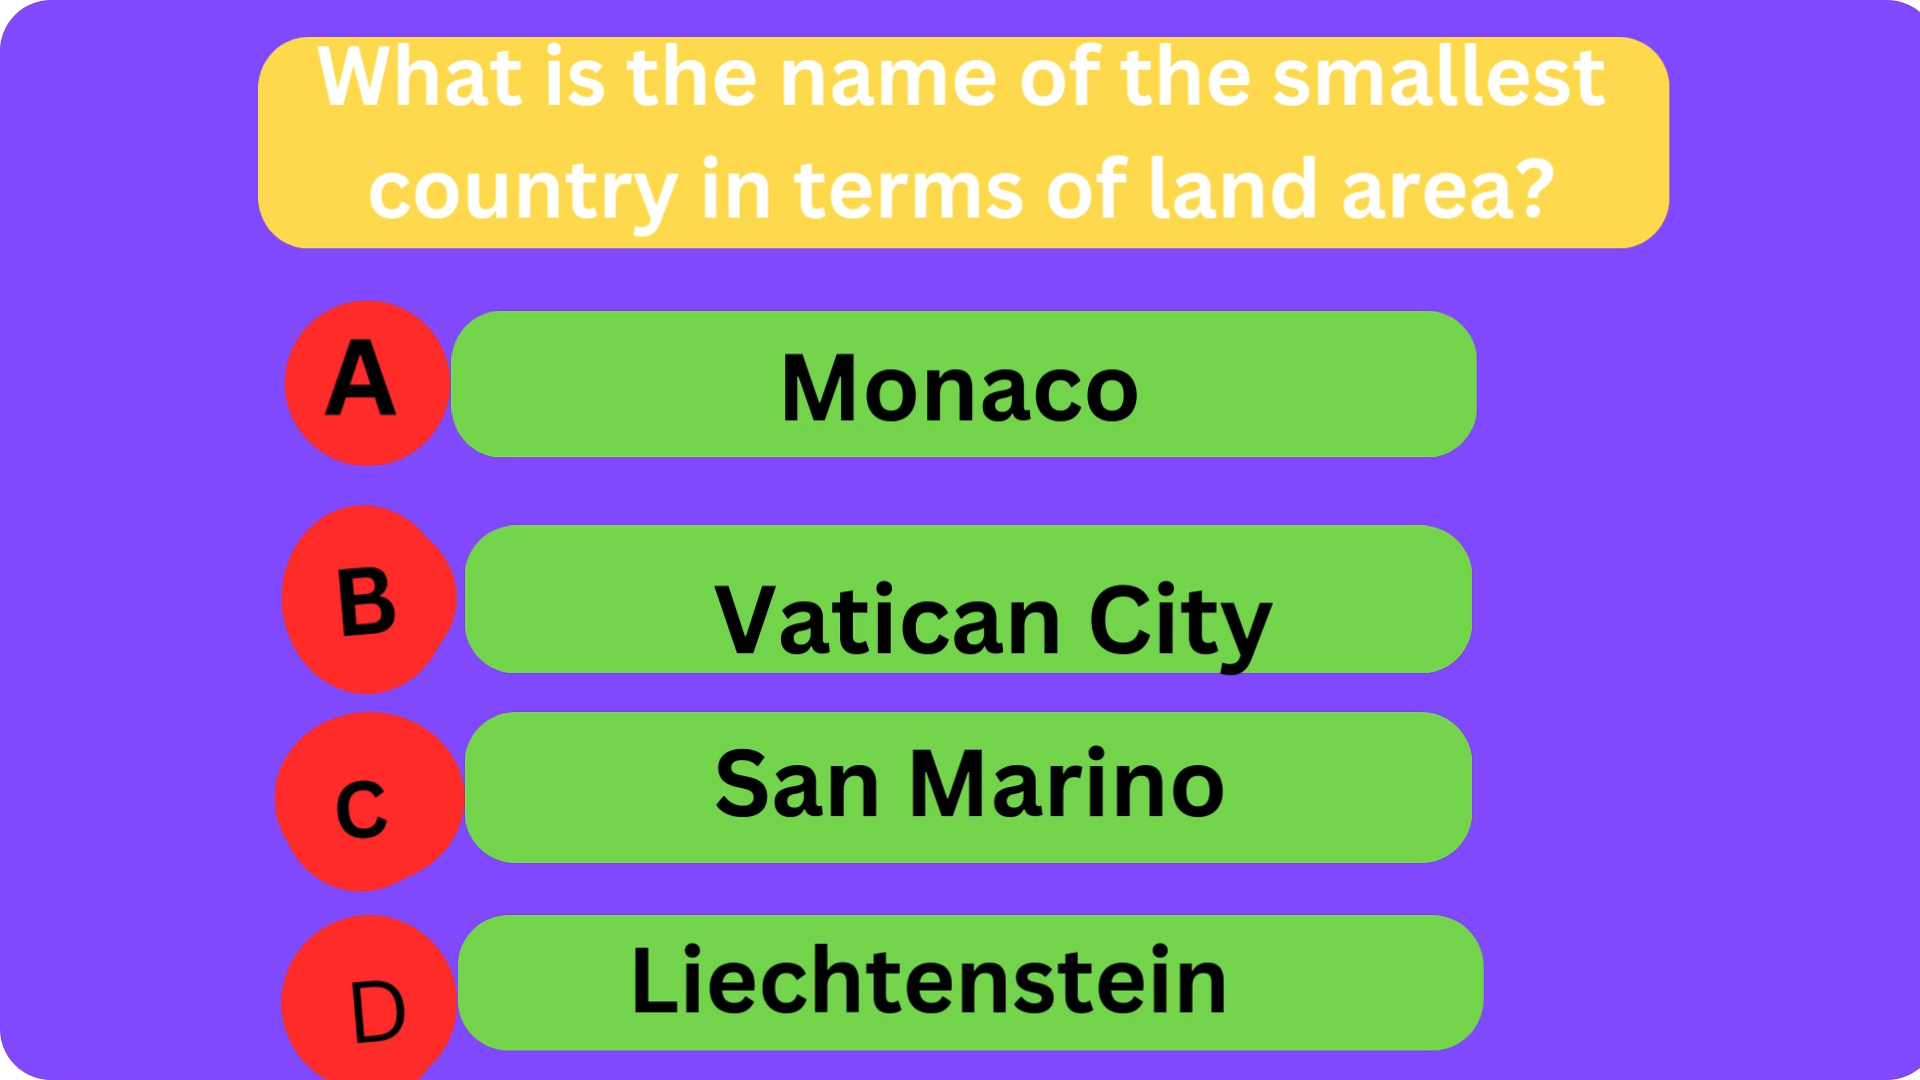 What is the name of the smallest
country in terms of land area?
A
Monaco
B
Vatican City
C
San Marino
D
Liechtenstein